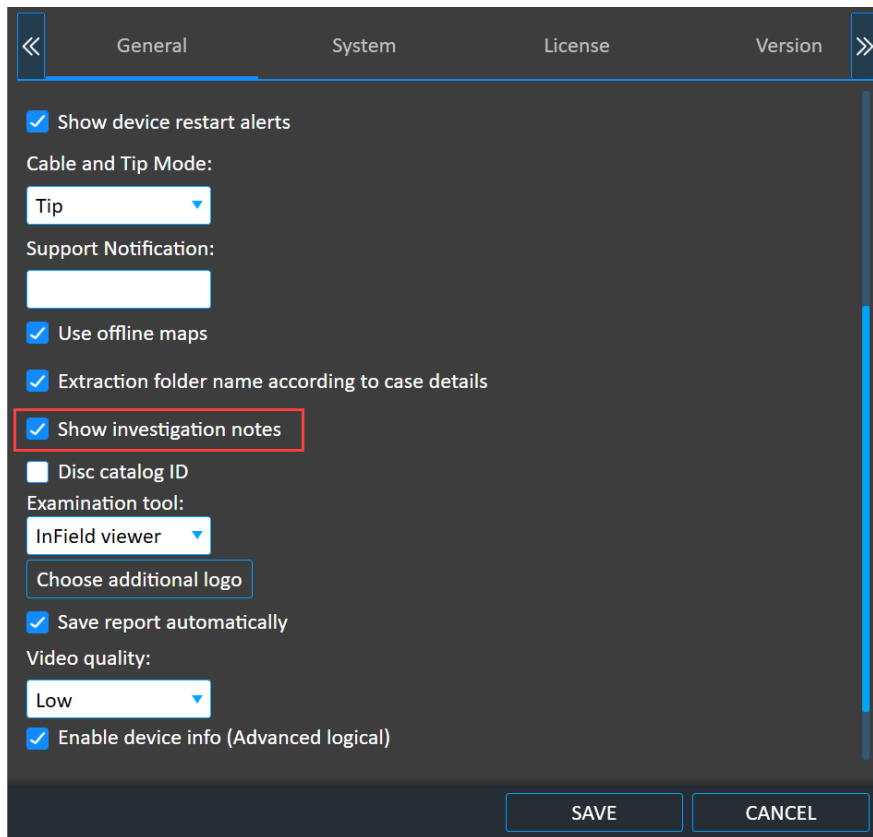 General System License Version
Show device restart alerts
Cable and Tip Mode:
Tip
Support Notification:
Use offline maps
Extraction folder name according to case details
Show investigation notes
Disc catalog ID
Examination tool:
InField viewer
Choose additional logo
Save report automatically
Video quality:
Low
Enable device info (Advanced logical)
SAVE CANCEL